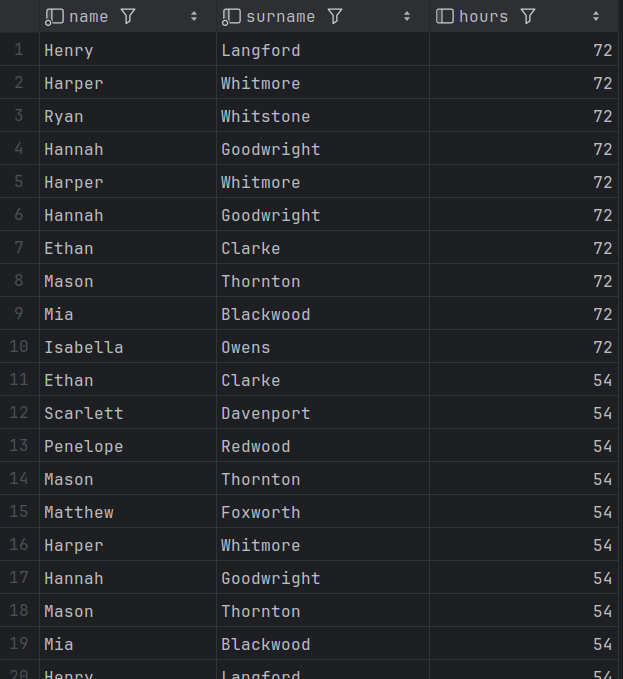 name surname hours
1 Henry Langford 72
2 Harper Whitmore 72
3 Ryan Whitstone 72
4 Hannah Goodwright 72
5 Harper Whitmore 72
6 Hannah Goodwright 72
7 Ethan Clarke 72
8 Mason Thornton 72
9 Mia Blackwood 72
10 Isabella Owens 72
11 Ethan Clarke 54
12 Scarlett Davenport 54
13 Penelope Redwood 54
14 Mason Thornton 54
15 Matthew Foxworth 54
16 Harper Whitmore 54
17 Hannah Goodwright 54
18 Mason Thornton 54
19 Mia Blackwood 54
20 Henry Langford 54